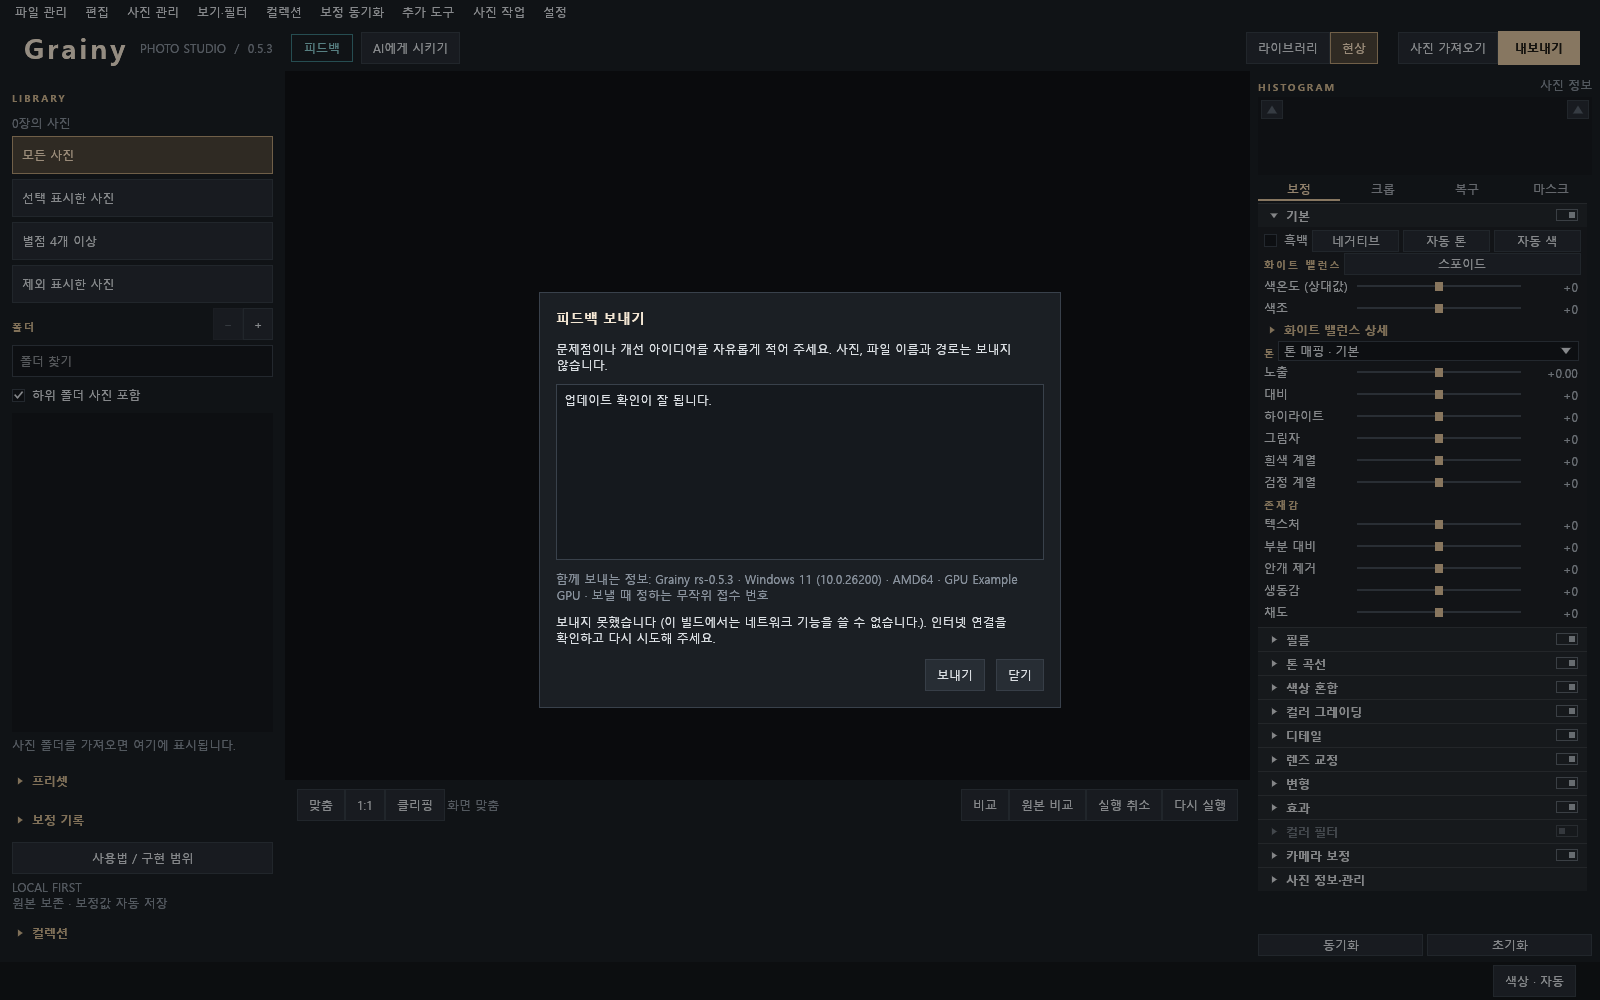 파일 관리 편집 사진 관리 보기·필터 컬렉션 보정 동기화 추가 도구 사진 작업 설정
Grainy PHOTO STUDIO / 0.5.3 피드백 AI에게 시키기 라이브러리 현상 사진 가져오기 내보내기
LIBRARY
0장의 사진
모든 사진
선택 표시한 사진
별점 4개 이상
제외 표시한 사진
폴더 − +
폴더 찾기
하위 폴더 사진 포함
사진 폴더를 가져오면 여기에 표시됩니다.
프리셋
보정 기록
사용법 / 구현 범위
LOCAL FIRST
원본 보존 · 보정값 자동 저장
컬렉션
피드백 보내기
문제점이나 개선 아이디어를 자유롭게 적어 주세요. 사진, 파일 이름과 경로는 보내지
않습니다.
업데이트 확인이 잘 됩니다.
함께 보내는 정보: Grainy rs-0.5.3 · Windows 11 (10.0.26200) · AMD64 · GPU Example
GPU · 보낼 때 정하는 무작위 접수 번호
보내지 못했습니다 (이 빌드에서는 네트워크 기능을 쓸 수 없습니다.). 인터넷 연결을
확인하고 다시 시도해 주세요.
보내기 닫기
맞춤 1:1 클리핑 화면 맞춤 비교 원본 비교 실행 취소 다시 실행
HISTOGRAM 사진 정보
보정 크롭 복구 마스크
기본
흑백 네거티브 자동 톤 자동 색
화이트 밸런스 스포이드
색온도 (상대값) +0
색조 +0
화이트 밸런스 상세
톤 톤 매핑 · 기본
노출 +0.00
대비 +0
하이라이트 +0
그림자 +0
흰색 계열 +0
검정 계열 +0
존재감
텍스처 +0
부분 대비 +0
안개 제거 +0
생동감 +0
채도 +0
필름
톤 곡선
색상 혼합
컬러 그레이딩
디테일
렌즈 교정
변형
효과
컬러 필터
카메라 보정
사진 정보·관리
동기화 초기화
색상 · 자동